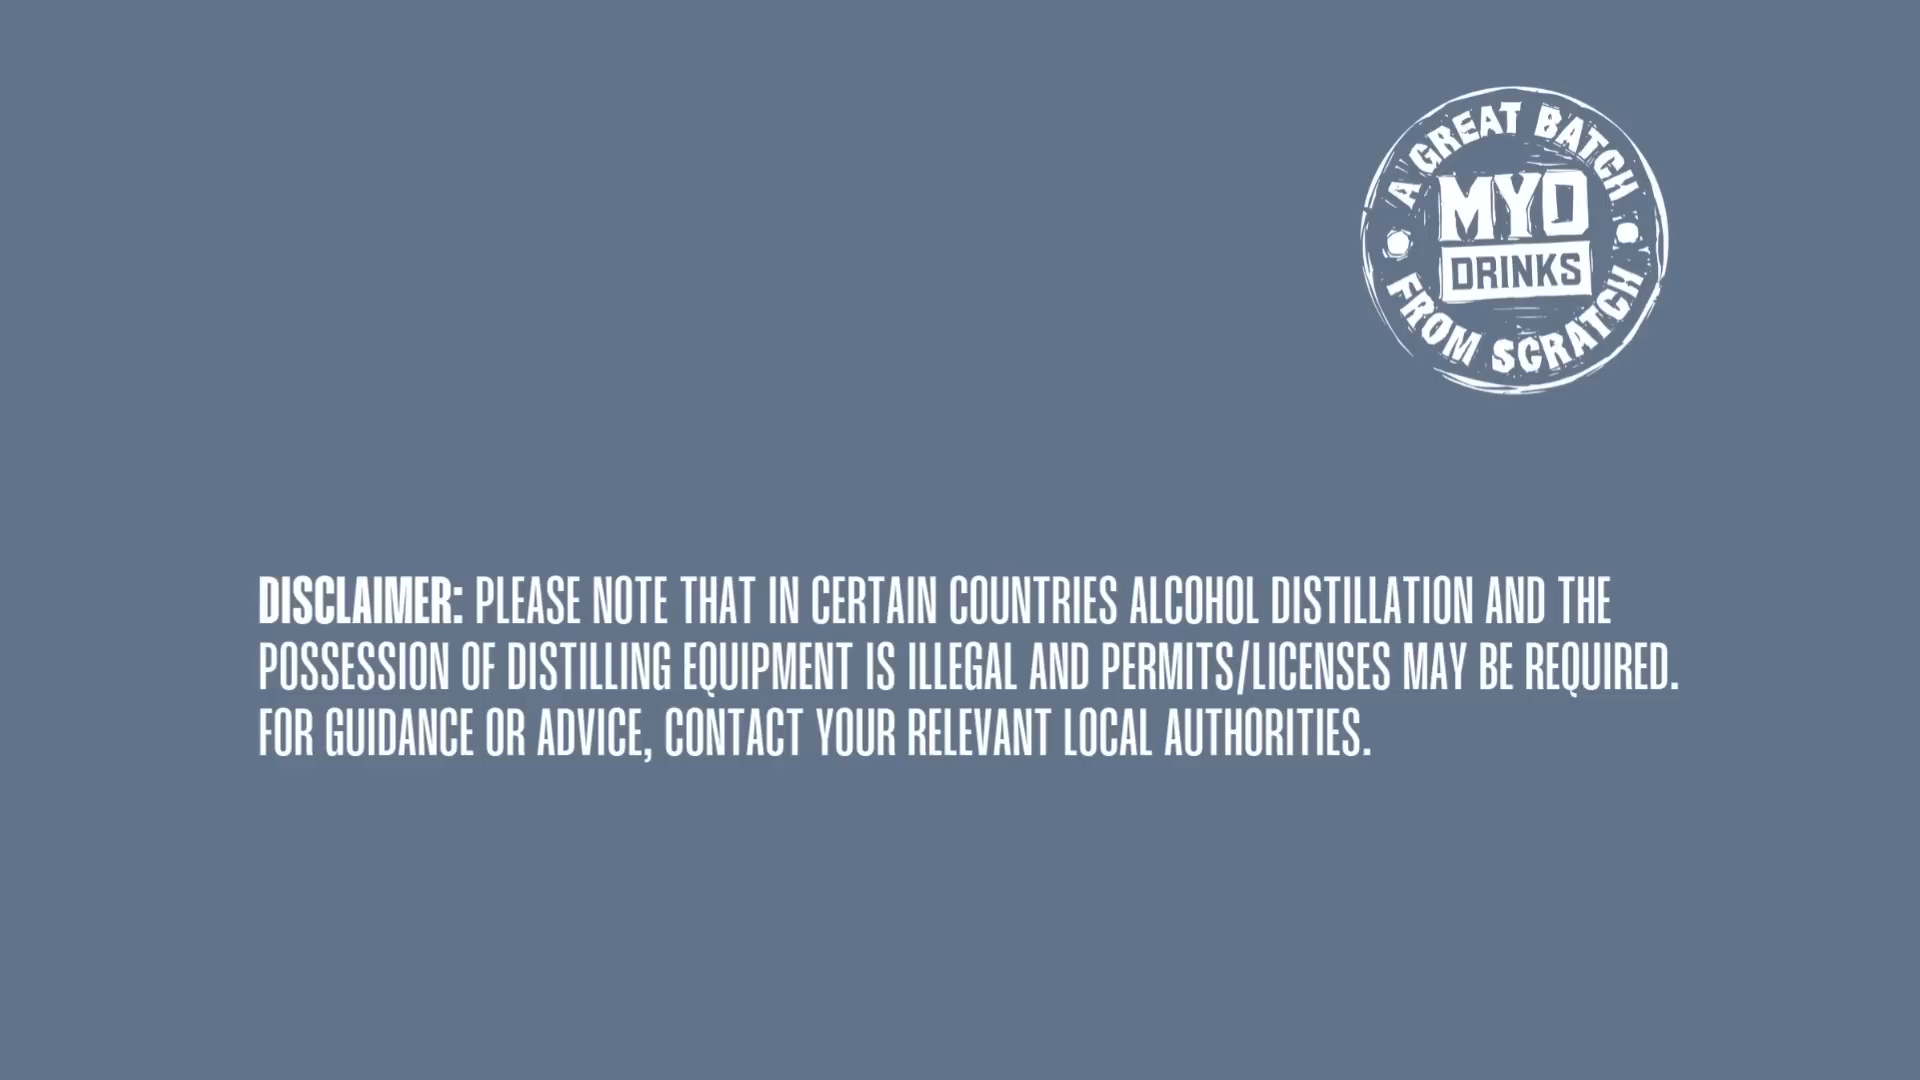 A GREAT BATCH
MYO
DRINKS
FROM SCRATCH
DISCLAIMER: PLEASE NOTE THAT IN CERTAIN COUNTRIES ALCOHOL DISTILLATION AND THE
POSSESSION OF DISTILLING EQUIPMENT IS ILLEGAL AND PERMITS/LICENSES MAY BE REQUIRED.
FOR GUIDANCE OR ADVICE, CONTACT YOUR RELEVANT LOCAL AUTHORITIES.